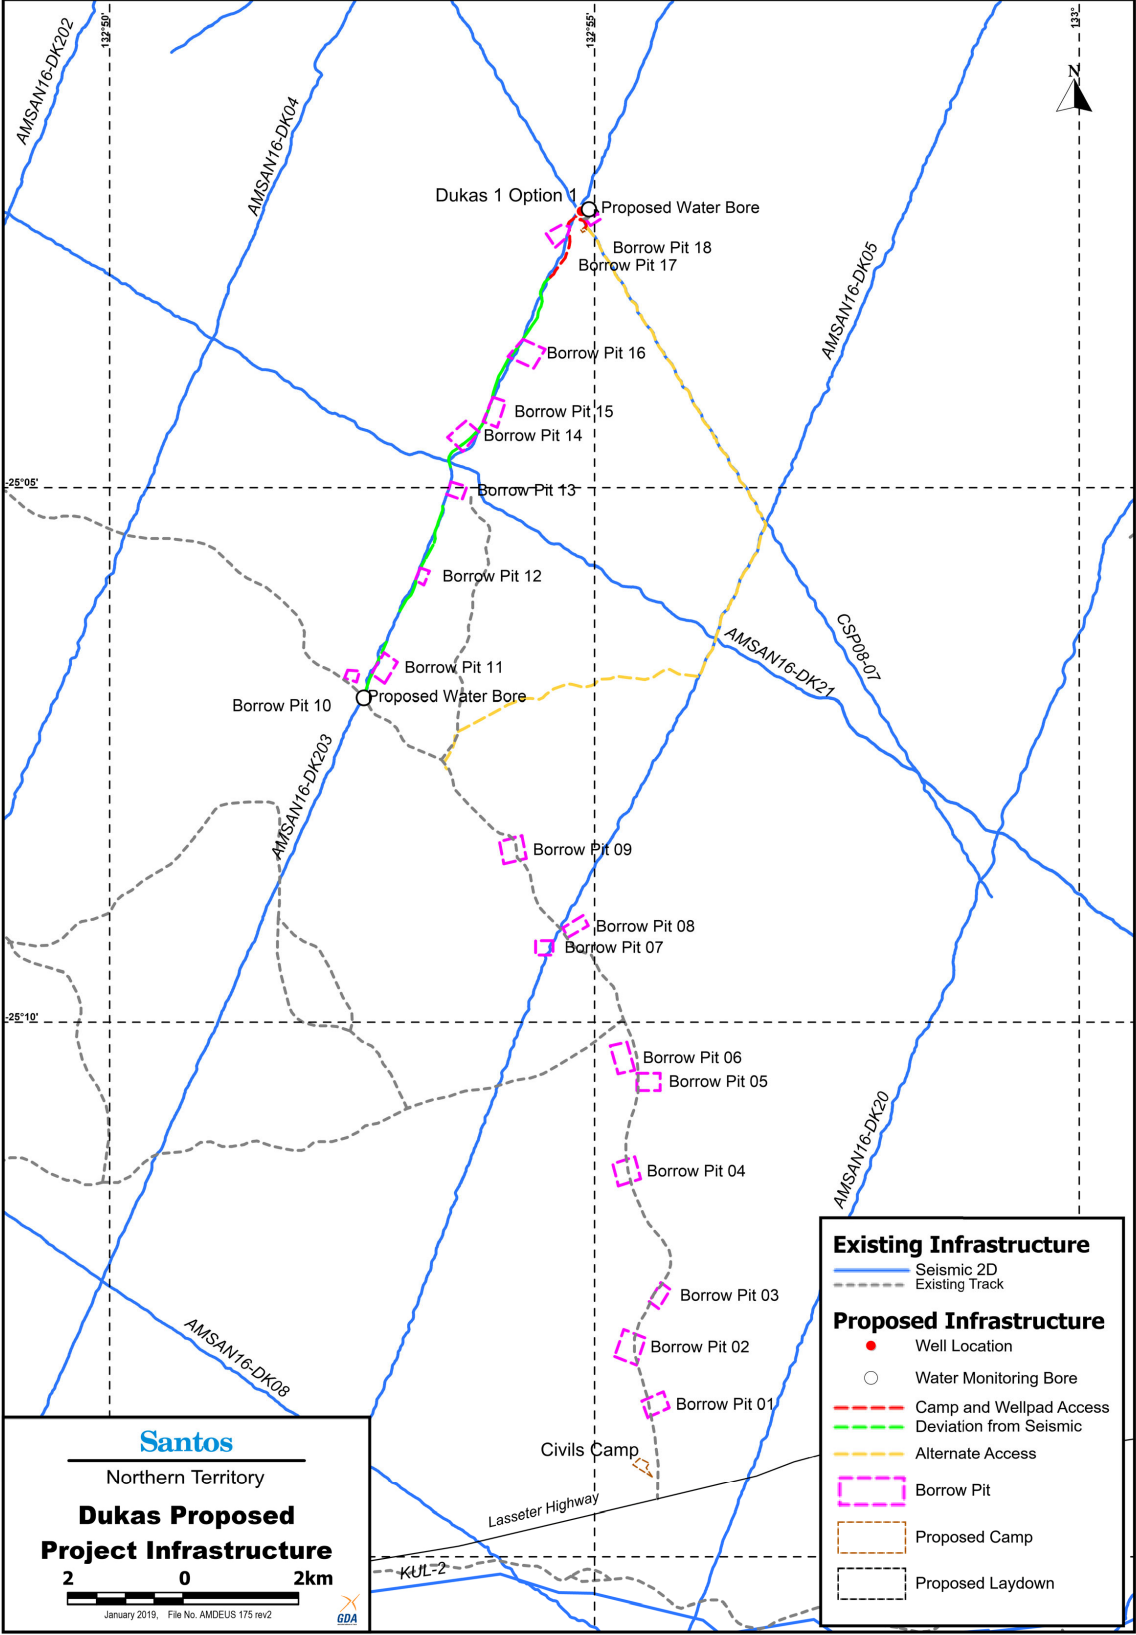 132°50'
132°55'
133°
AMSAN16-DK202
AMSAN16-DK04
N
Dukas 1 Option 1
Proposed Water Bore
Borrow Pit 18
Borrow Pit 17
AMSAN16-DK05
Borrow Pit 16
Borrow Pit 15
Borrow Pit 14
-25°05'
Borrow Pit 13
Borrow Pit 12
CSP08-07
AMSAN16-DK21
Borrow Pit 11
Proposed Water Bore
Borrow Pit 10
AMSAN16-DK203
Borrow Pit 09
Borrow Pit 08
Borrow Pit 07
-25°10'
Borrow Pit 06
Borrow Pit 05
AMSAN16-DK20
Borrow Pit 04
Borrow Pit 03
Borrow Pit 02
AMSAN16-DK08
Borrow Pit 01
Civils Camp
Lasseter Highway
KUL-2
Existing Infrastructure
Seismic 2D
Existing Track
Proposed Infrastructure
Well Location
Water Monitoring Bore
Camp and Wellpad Access
Deviation from Seismic
Alternate Access
Borrow Pit
Proposed Camp
Proposed Laydown
Santos
Northern Territory
Dukas Proposed
Project Infrastructure
2 0 2km
January 2019, File No. AMDEUS 175 rev2
GDA